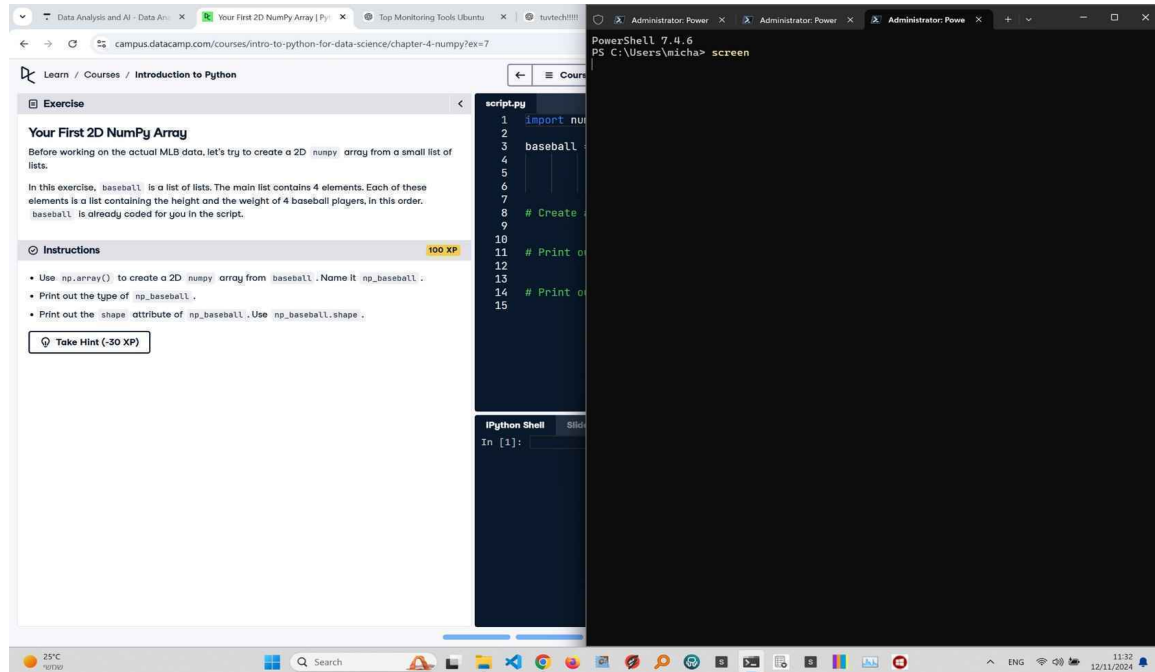 Data Analysis and AI - Data Ana
Your First 2D NumPy Array | Py
Top Monitoring Tools Ubuntu
tuvtech!!!!!
campus.datacamp.com/courses/intro-to-python-for-data-science/chapter-4-numpy?ex=7
Learn / Courses / Introduction to Python
Cours
Exercise
Your First 2D NumPy Array
Before working on the actual MLB data, let's try to create a 2D numpy array from a small list of
lists.
In this exercise, baseball is a list of lists. The main list contains 4 elements. Each of these
elements is a list containing the height and the weight of 4 baseball players, in this order.
baseball is already coded for you in the script.
Instructions
100 XP
• Use np.array() to create a 2D numpy array from baseball. Name it np_baseball.
• Print out the type of np_baseball.
• Print out the shape attribute of np_baseball. Use np_baseball.shape.
Take Hint (-30 XP)
script.py
1 import nu
2
3 baseball =
4
5
6
7
8 # Create a
9
10
11 # Print ou
12
13
14 # Print ou
15
IPython Shell
Slide
In [1]:
Administrator: Power
Administrator: Power
Administrator: Powe
PowerShell 7.4.6
PS C:\Users\micha> screen
25°C
שמשי
Search
ENG
11:32
12/11/2024